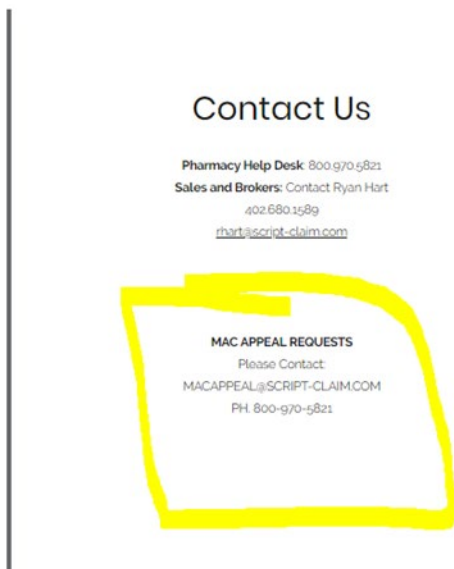 Contact Us
Pharmacy Help Desk: 800.970.5821
Sales and Brokers: Contact Ryan Hart
402.680.1589
rhart@script-claim.com
MAC APPEAL REQUESTS
Please Contact:
MACAPPEAL@SCRIPT-CLAIM.COM
PH. 800-970-5821